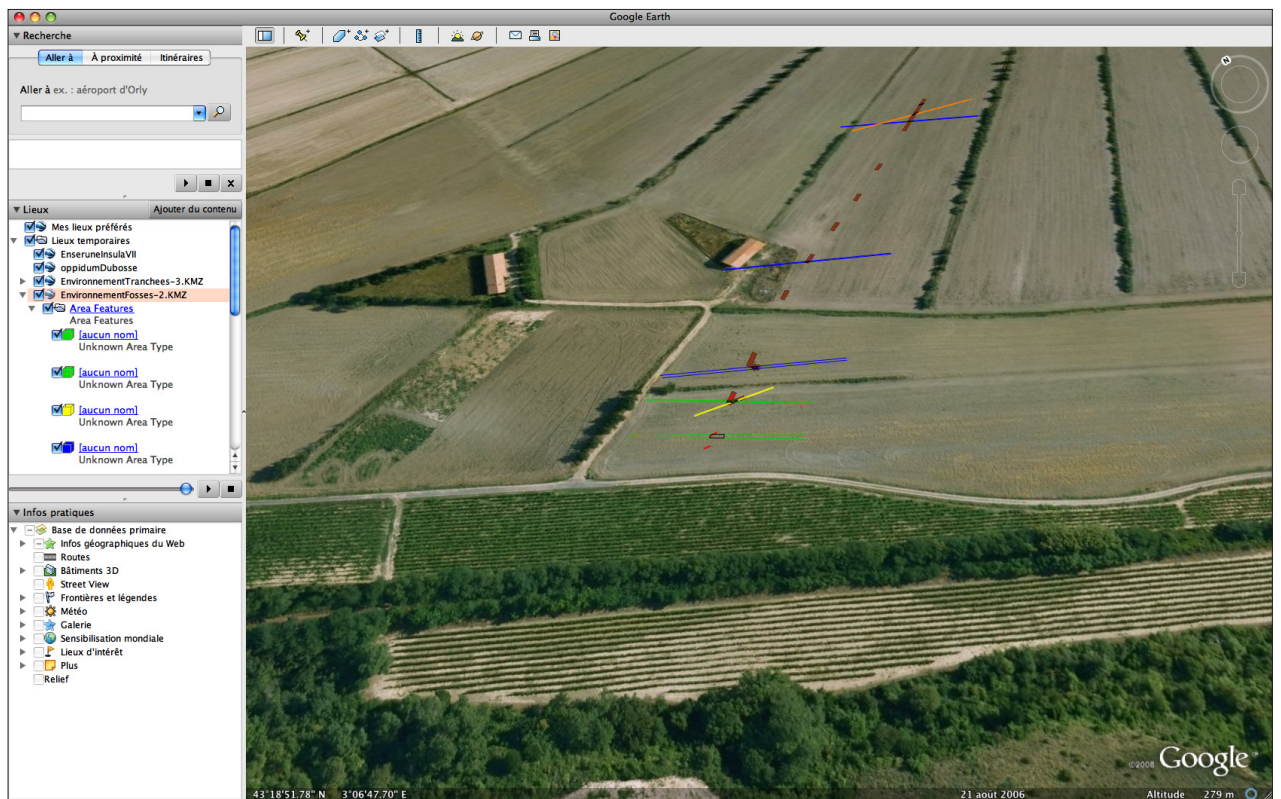 Google Earth
Recherche
Aller à À proximité Itinéraires
Aller à ex. : aéroport d'Orly
Lieux Ajouter du contenu
Mes lieux préférés
Lieux temporaires
EnseruneInsulaVII
oppidumDubosse
EnvironnementTranchees-3.KMZ
EnvironnementFosses-2.KMZ
Area Features
Area Features
[aucun nom]
Unknown Area Type
[aucun nom]
Unknown Area Type
[aucun nom]
Unknown Area Type
[aucun nom]
Unknown Area Type
Infos pratiques
Base de données primaire
Infos géographiques du Web
Routes
Bâtiments 3D
Street View
Frontières et légendes
Météo
Galerie
Sensibilisation mondiale
Lieux d'intérêt
Plus
Relief
N
©2008 Google™
43°18'51.78" N 3°06'47.70" E 21 août 2006 Altitude 279 m